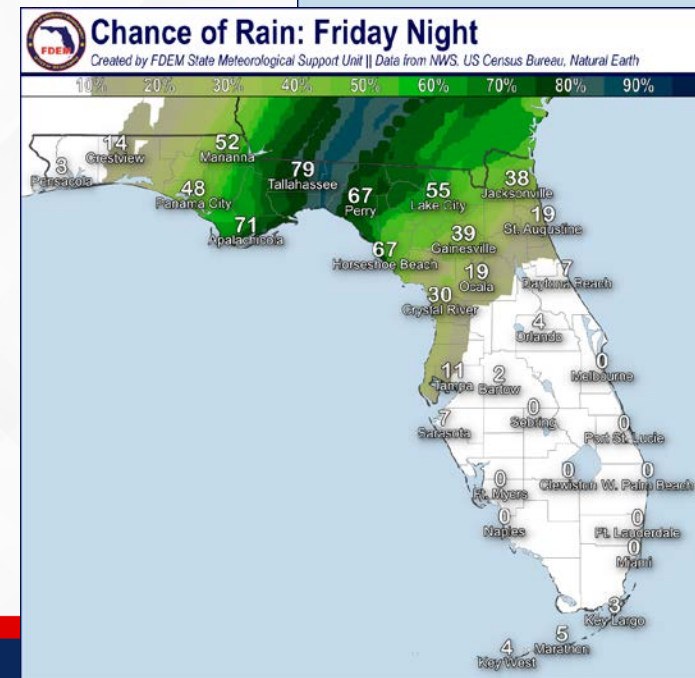 FDEM
Chance of Rain: Friday Night
Created by FDEM State Meteorological Support Unit || Data from NWS, US Census Bureau, Natural Earth
10% 20% 30% 40% 50% 60% 70% 80% 90%
3
Pensacola
14
Crestview
52
Marianna
48
Panama City
71
Apalachicola
79
Tallahassee
67
Perry
55
Lake City
38
Jacksonville
19
St. Augustine
39
Gainesville
67
Horseshoe Beach
19
Ocala
7
Daytona Beach
30
Crystal River
4
Orlando
0
Melbourne
11
Tampa
2
Bartow
7
Sarasota
0
Sebring
0
Port St. Lucie
0
Ft. Myers
0
Clewiston
0
W. Palm Beach
0
Naples
0
Ft. Lauderdale
0
Miami
3
Key Largo
5
Marathon
4
Key West